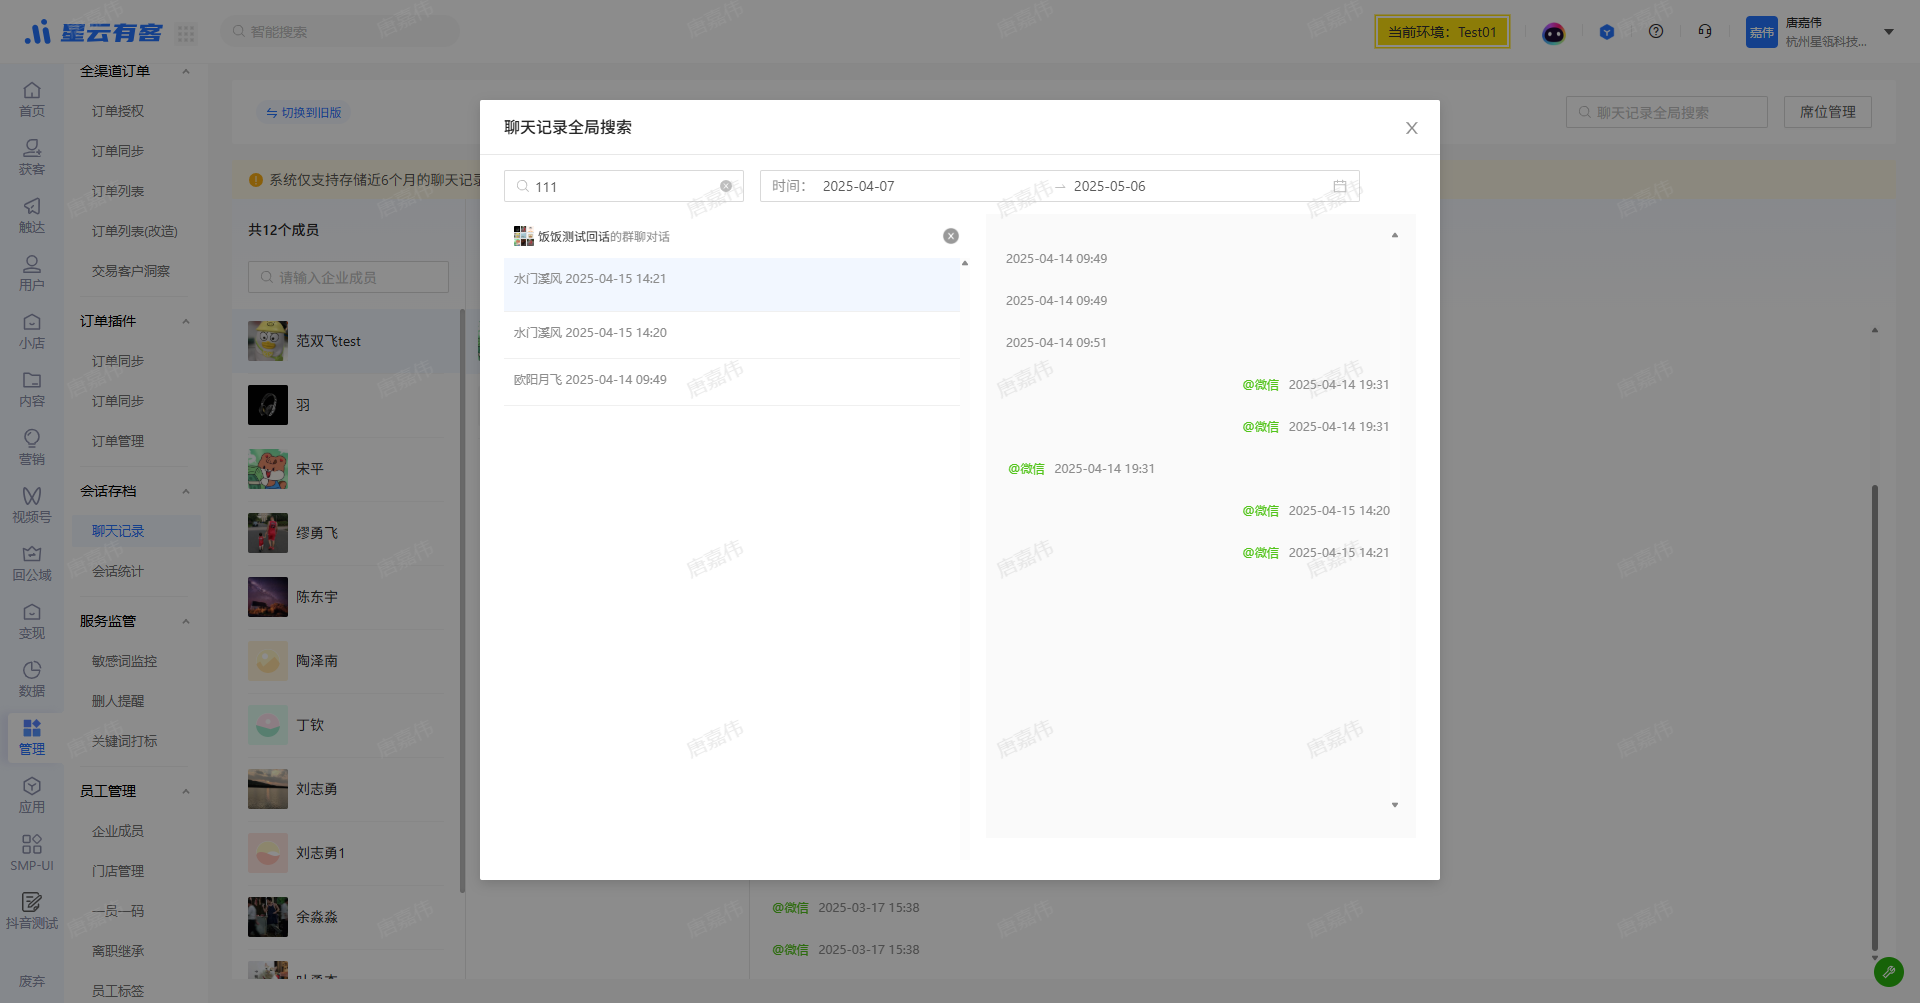 星云有客
智能搜索
当前环境：Test01
嘉伟
唐嘉伟
杭州星瓴科技...
首页
获客
触达
用户
小店
内容
营销
视频号
回公域
变现
数据
管理
应用
SMP-UI
抖音测试
废弃
全渠道订单
订单授权
订单同步
订单列表
订单列表(改造)
交易客户洞察
订单插件
订单同步
订单同步
订单管理
会话存档
聊天记录
会话统计
服务监管
敏感词监控
删人提醒
关键词打标
员工管理
企业成员
门店管理
一员一码
离职继承
员工标签
切换到旧版
聊天记录全局搜索
席位管理
系统仅支持存储近6个月的聊天记录
共12个成员
请输入企业成员
范双飞test
羽
宋平
缪勇飞
陈东宇
陶泽南
丁钦
刘志勇
刘志勇1
余淼淼
聊天记录全局搜索
111
时间： 2025-04-07 → 2025-05-06
饭饭测试回话的群聊对话
水门溪风 2025-04-15 14:21
水门溪风 2025-04-15 14:20
欧阳月飞 2025-04-14 09:49
2025-04-14 09:49
2025-04-14 09:49
2025-04-14 09:51
@微信 2025-04-14 19:31
@微信 2025-04-14 19:31
@微信 2025-04-14 19:31
@微信 2025-04-15 14:20
@微信 2025-04-15 14:21
@微信 2025-03-17 15:38
@微信 2025-03-17 15:38
唐嘉伟